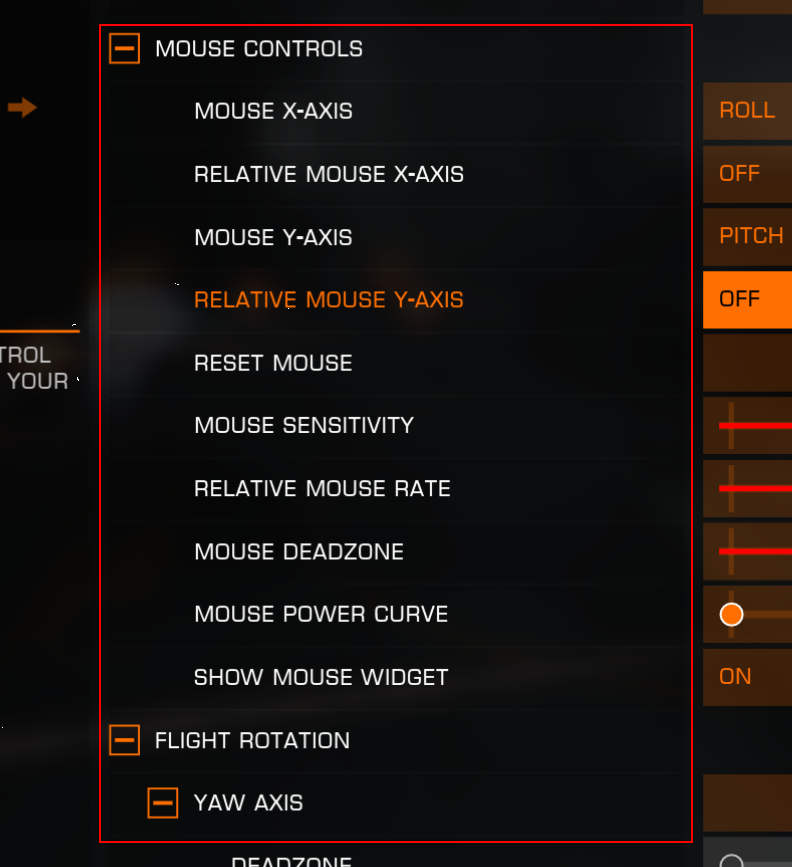 MOUSE CONTROLS
MOUSE X-AXIS ROLL
RELATIVE MOUSE X-AXIS OFF
MOUSE Y-AXIS PITCH
RELATIVE MOUSE Y-AXIS OFF
TROL
YOUR
RESET MOUSE
MOUSE SENSITIVITY
RELATIVE MOUSE RATE
MOUSE DEADZONE
MOUSE POWER CURVE
SHOW MOUSE WIDGET ON
FLIGHT ROTATION
YAW AXIS
DEADZONE